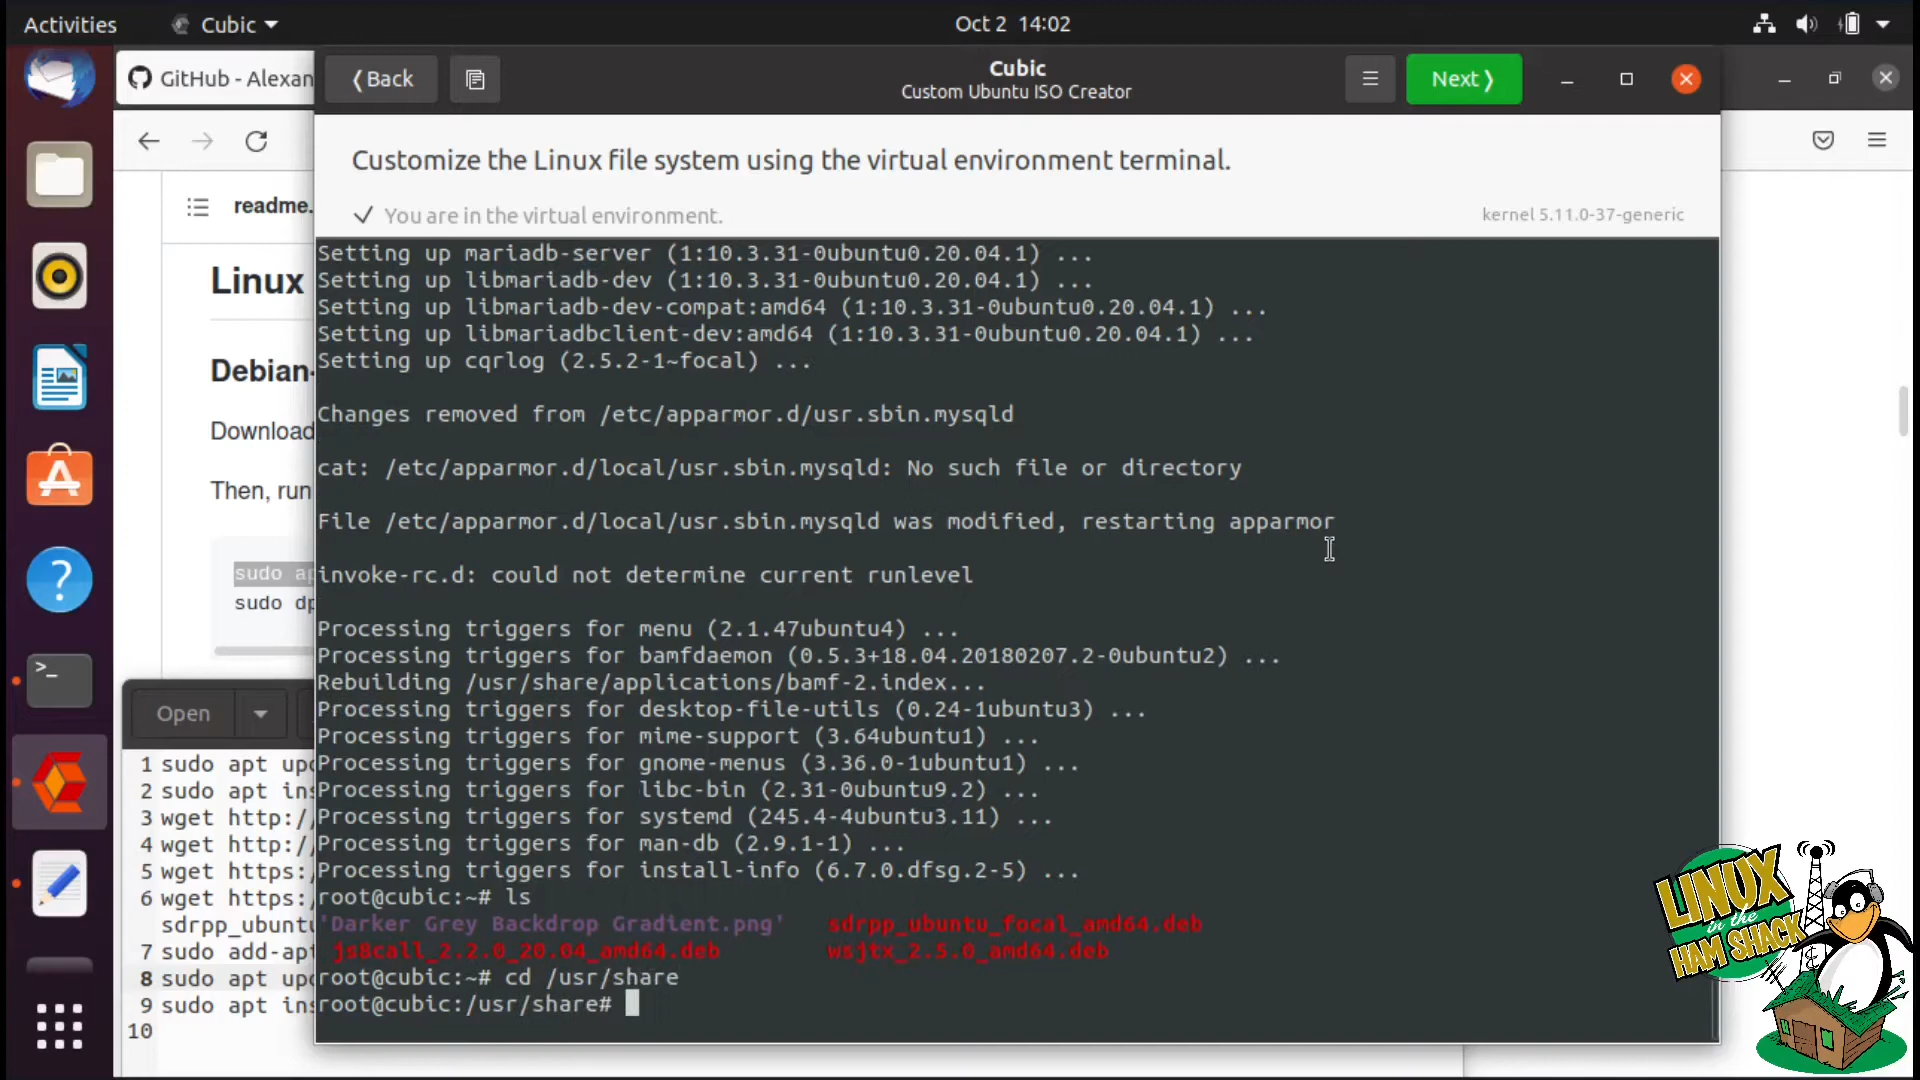 Activities
Cubic
Oct 2 14:02
GitHub - Alexan
Back
Cubic
Custom Ubuntu ISO Creator
Next
Customize the Linux file system using the virtual environment terminal.
You are in the virtual environment.
kernel 5.11.0-37-generic
readme.
Linux
Debian-
Download
Then, run
sudo ap
sudo dp
Setting up mariadb-server (1:10.3.31-0ubuntu0.20.04.1) ...
Setting up libmariadb-dev (1:10.3.31-0ubuntu0.20.04.1) ...
Setting up libmariadb-dev-compat:amd64 (1:10.3.31-0ubuntu0.20.04.1) ...
Setting up libmariadbclient-dev:amd64 (1:10.3.31-0ubuntu0.20.04.1) ...
Setting up cqrlog (2.5.2-1~focal) ...
Changes removed from /etc/apparmor.d/usr.sbin.mysqld
cat: /etc/apparmor.d/local/usr.sbin.mysqld: No such file or directory
File /etc/apparmor.d/local/usr.sbin.mysqld was modified, restarting apparmor
invoke-rc.d: could not determine current runlevel
Processing triggers for menu (2.1.47ubuntu4) ...
Processing triggers for bamfdaemon (0.5.3+18.04.20180207.2-0ubuntu2) ...
Rebuilding /usr/share/applications/bamf-2.index...
Processing triggers for desktop-file-utils (0.24-1ubuntu3) ...
Processing triggers for mime-support (3.64ubuntu1) ...
Processing triggers for gnome-menus (3.36.0-1ubuntu1) ...
Processing triggers for libc-bin (2.31-0ubuntu9.2) ...
Processing triggers for systemd (245.4-4ubuntu3.11) ...
Processing triggers for man-db (2.9.1-1) ...
Processing triggers for install-info (6.7.0.dfsg.2-5) ...
root@cubic:~# ls
'Darker Grey Backdrop Gradient.png' sdrpp_ubuntu_focal_amd64.deb
js8call_2.2.0_20.04_amd64.deb wsjtx_2.5.0_amd64.deb
root@cubic:~# cd /usr/share
root@cubic:/usr/share#
Open
1 sudo apt upd
2 sudo apt ins
3 wget http://
4 wget http:/
5 wget https:
6 wget https:
sdrpp_ubuntu
7 sudo add-apt
8 sudo apt upd
9 sudo apt ins
10
LINUX
in the
HAM SHACK